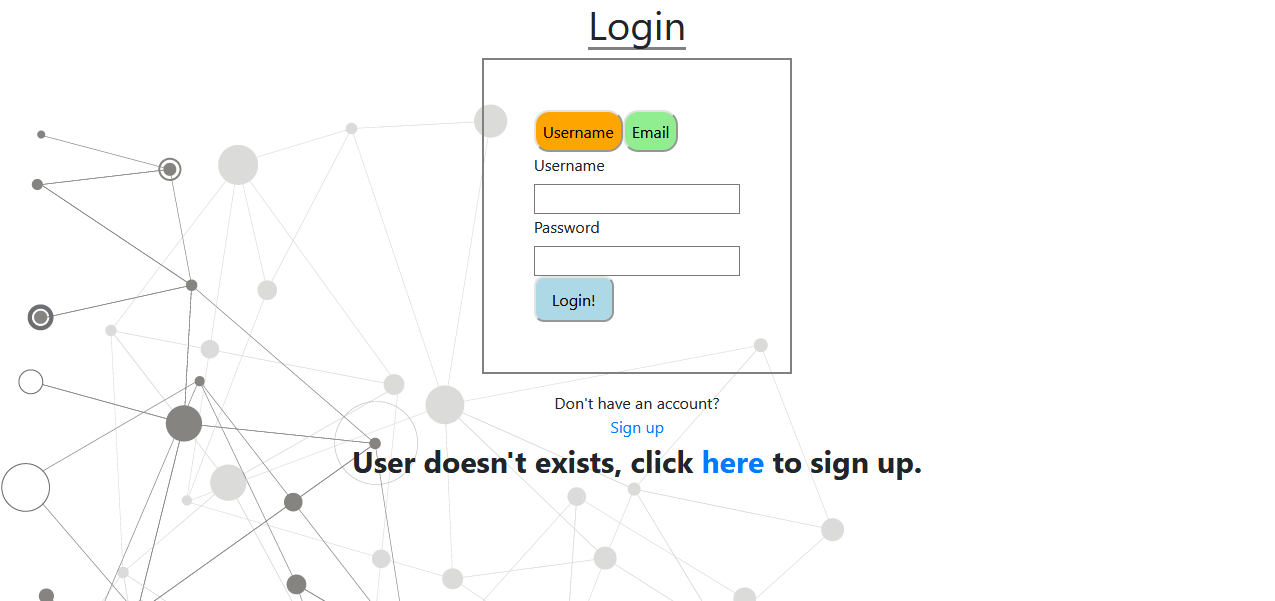 Login
Username Email
Username
Password
Login!
Don't have an account?
Sign up
User doesn't exists, click here to sign up.